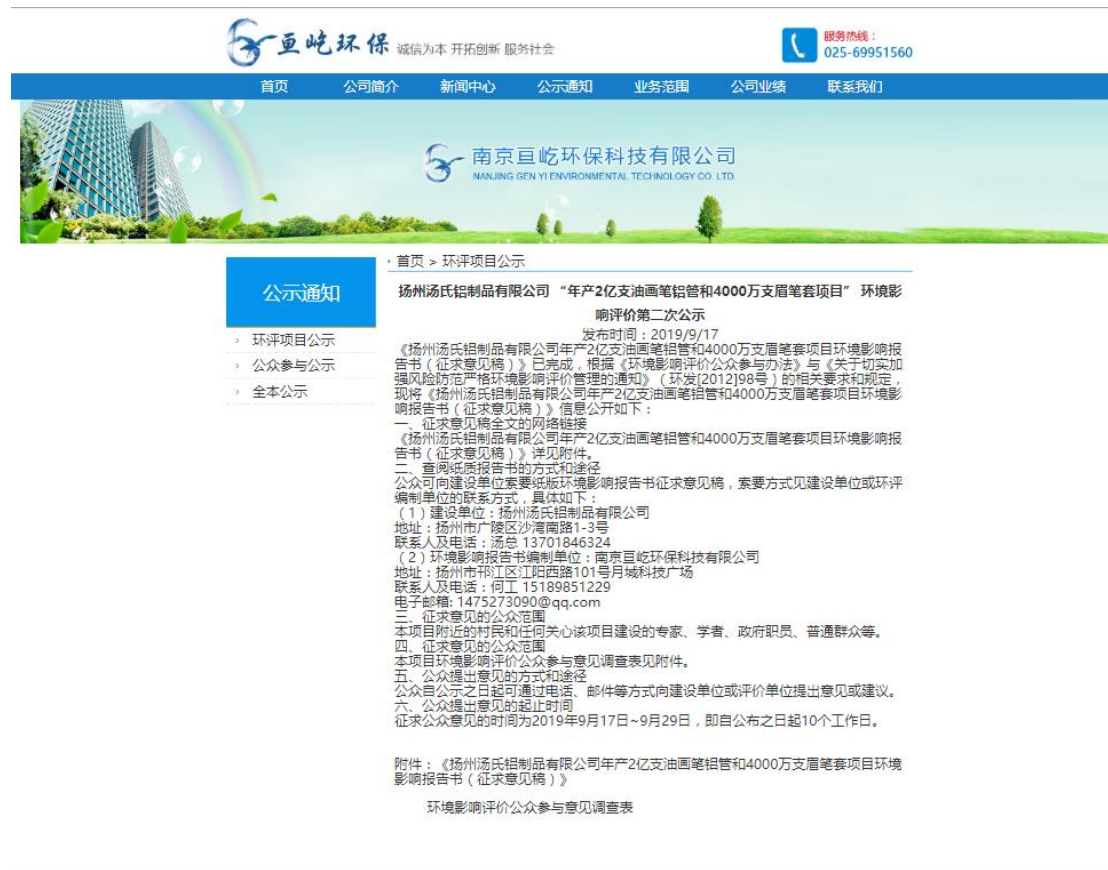 亘屹环保 诚信为本 开拓创新 服务社会
服务热线：
025-69951560
首页 公司简介 新闻中心 公示通知 业务范围 公司业绩 联系我们
南京亘屹环保科技有限公司
NANJING GEN YI ENVIRONMENTAL TECHNOLOGY CO. LTD.
公示通知
› 环评项目公示
› 公众参与公示
› 全本公示
· 首页 > 环评项目公示
扬州汤氏铝制品有限公司 “年产2亿支油画笔铝管和4000万支眉笔套项目” 环境影
响评价第二次公示
发布时间：2019/9/17
《扬州汤氏铝制品有限公司年产2亿支油画笔铝管和4000万支眉笔套项目环境影响报
告书（征求意见稿）》已完成，根据《环境影响评价公众参与办法》与《关于切实加
强风险防范严格环境影响评价管理的通知》（环发[2012]98号）的相关要求和规定，
现将《扬州汤氏铝制品有限公司年产2亿支油画笔铝管和4000万支眉笔套项目环境影
响报告书（征求意见稿）》信息公开如下：
一、征求意见稿全文的网络链接
《扬州汤氏铝制品有限公司年产2亿支油画笔铝管和4000万支眉笔套项目环境影响报
告书（征求意见稿）》详见附件。
二、查阅纸质报告书的方式和途径
公众可向建设单位索要纸版环境影响报告书征求意见稿，索要方式见建设单位或环评
编制单位的联系方式，具体如下：
（1）建设单位：扬州汤氏铝制品有限公司
地址：扬州市广陵区沙湾南路1-3号
联系人及电话：汤总 13701846324
（2）环境影响报告书编制单位：南京亘屹环保科技有限公司
地址：扬州市邗江区江阳西路101号月城科技广场
联系人及电话：何工 15189851229
电子邮箱: 1475273090@qq.com
三、征求意见的公众范围
本项目附近的村民和任何关心该项目建设的专家、学者、政府职员、普通群众等。
四、征求意见的公众范围
本项目环境影响评价公众参与意见调查表见附件。
五、公众提出意见的方式和途径
公众自公示之日起可通过电话、邮件等方式向建设单位或评价单位提出意见或建议。
六、公众提出意见的起止时间
征求公众意见的时间为2019年9月17日~9月29日，即自公布之日起10个工作日。
附件：《扬州汤氏铝制品有限公司年产2亿支油画笔铝管和4000万支眉笔套项目环境
影响报告书（征求意见稿）》
环境影响评价公众参与意见调查表